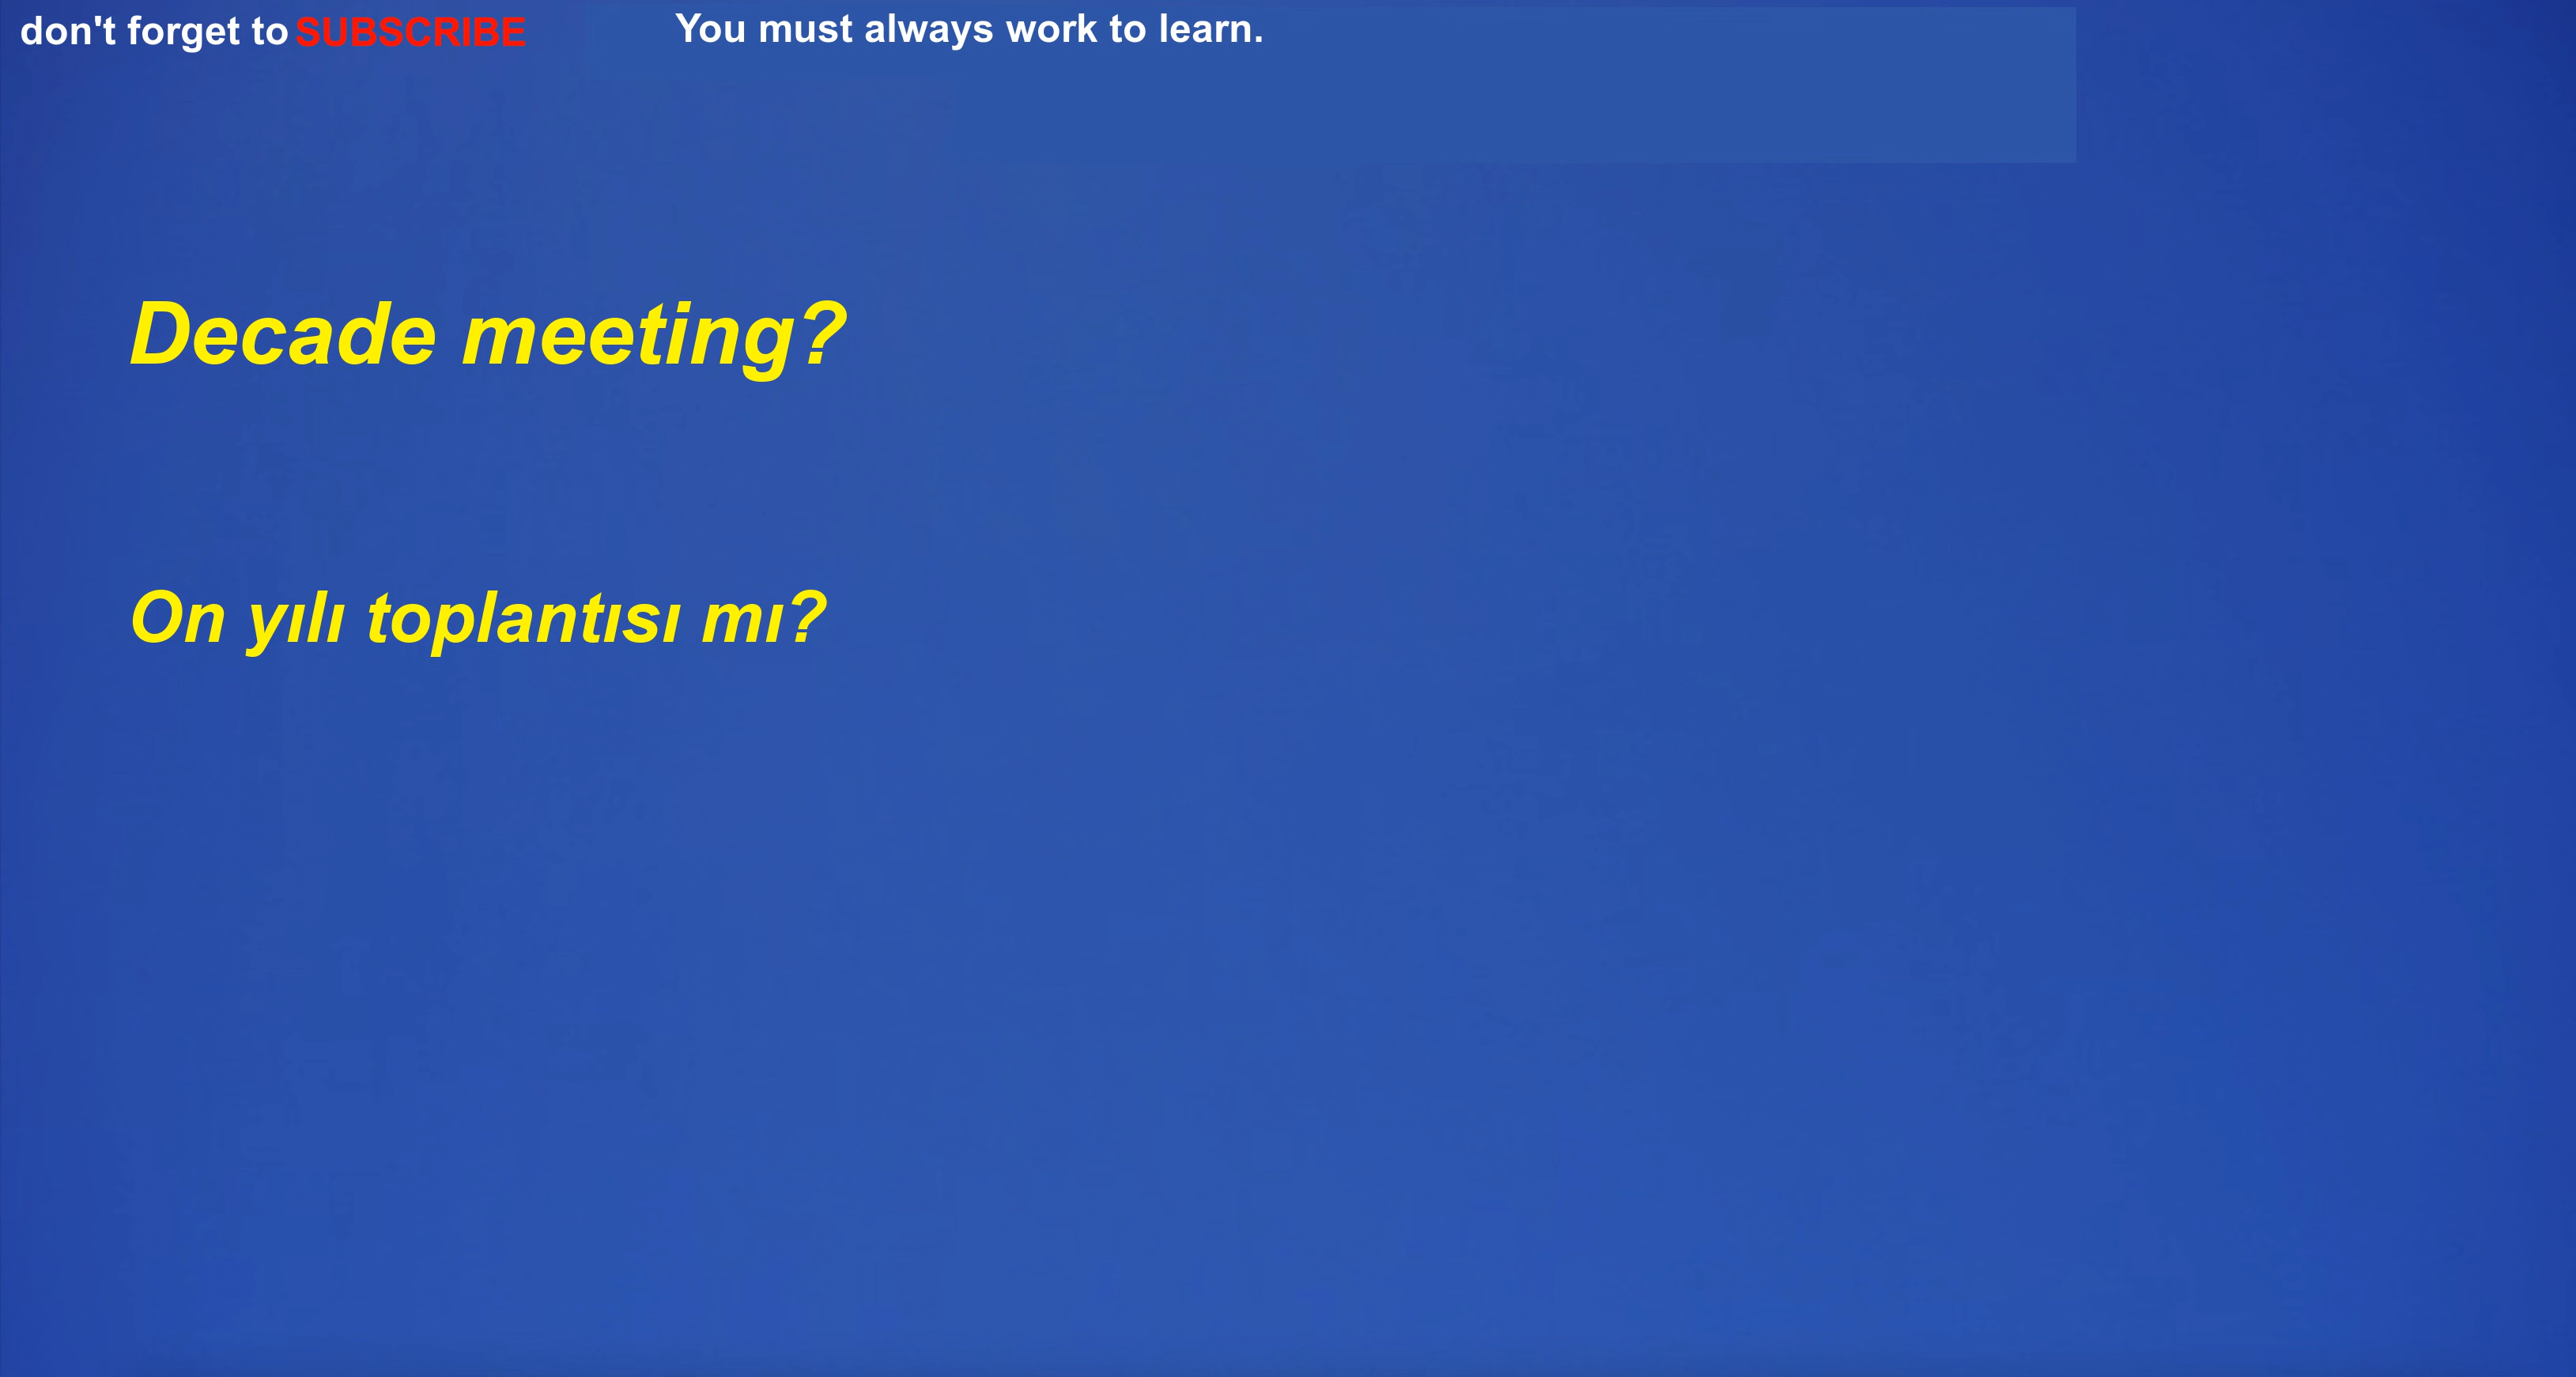 don't forget to SUBSCRIBE
You must always work to learn.
Decade meeting?
On yılı toplantısı mı?